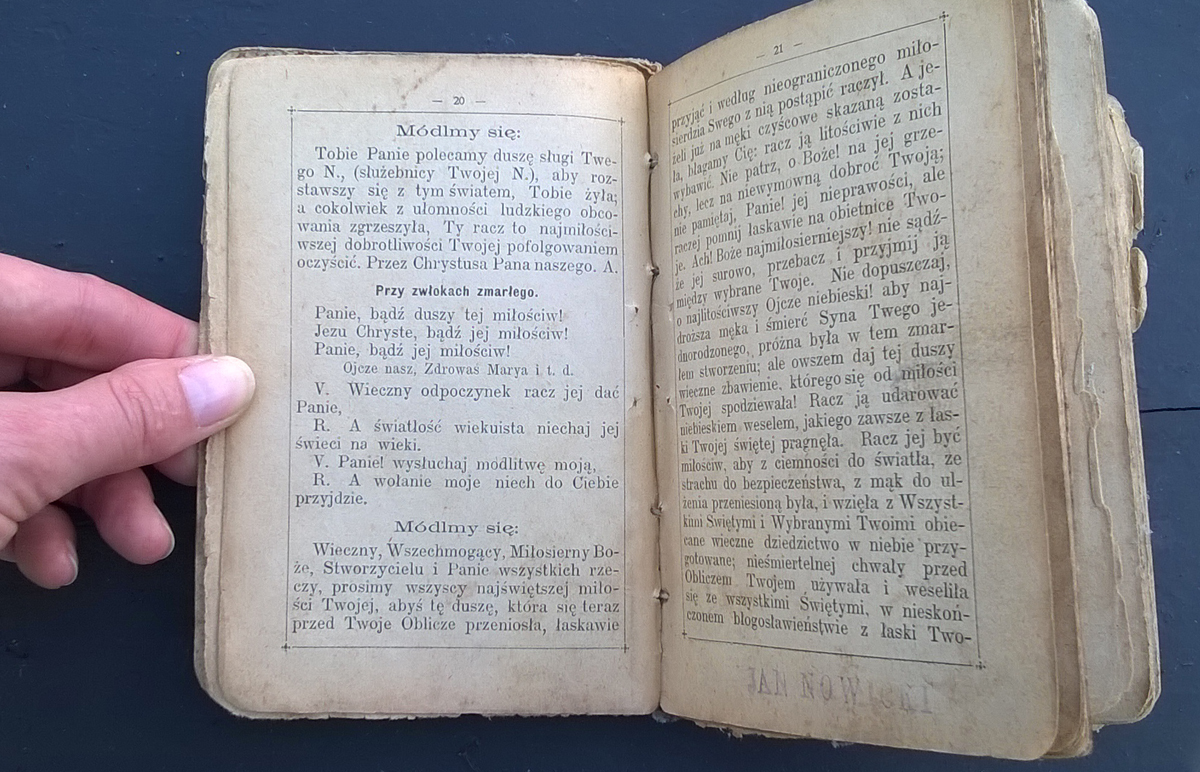 — 20 —
Módlmy się:
Tobie Panie polecamy duszę sługi Twe-
go N., (służebnicy Twojej N.), aby roz-
stawszy się z tym światem, Tobie żyła;
a cokolwiek z ułomności ludzkiego obco-
wania zgrzeszyła, Ty racz to najmiłości-
wszej dobrotliwości Twojej pofolgowaniem
oczyścić. Przez Chrystusa Pana naszego. A.
Przy zwłokach zmarłego.
Panie, bądź duszy tej miłościw!
Jezu Chryste, bądź jej miłościw!
Panie, bądź jej miłościw!
Ojcze nasz, Zdrowaś Marya i t. d.
V. Wieczny odpoczynek racz jej dać
Panie,
R. A światłość wiekuista niechaj jej
świeci na wieki.
V. Panie! wysłuchaj modlitwę moją,
R. A wołanie moje niech do Ciebie
przyjdzie.
Módlmy się:
Wieczny, Wszechmogący, Miłosierny Bo-
że, Stworzycielu i Panie wszystkich rze-
czy, prosimy wszyscy najświętszej miło-
ści Twojej, abyś tę duszę, która się teraz
przed Twoje Oblicze przeniosła, łaskawie
— 21 —
przyjąć i według nieograniczonego miło-
sierdzia Swego z nią postąpić raczył. A je-
żeli już na męki czyścowe skazaną zosta-
ła, błagamy Cię: racz ją litościwie z nich
wybawić. Nie patrz, o Boże! na jej grze-
chy, lecz na niewymowną dobroć Twoją;
nie pamiętaj, Panie! jej nieprawości, ale
raczej pomnij łaskawie na obietnice Two-
je. Ach! Boże najmiłosierniejszy! nie sądź-
że jej surowo, przebacz i przyjmij ją
między wybrane Twoje. Nie dopuszczaj,
o najlitościwszy Ojcze niebieski! aby naj-
droższa męka i śmierć Syna Twego je-
dnorodzonego, próżna była w tem zmar-
łem stworzeniu; ale owszem daj tej duszy
wieczne zbawienie, którego się od miłości
Twojej spodziewała! Racz ją udarować
niebieskiem weselem, jakiego zawsze z łas-
ki Twojej świętej pragnęła. Racz jej być
miłościw, aby z ciemności do światła, ze
strachu do bezpieczeństwa, z mąk do ul-
żenia przeniesioną była, i wzięła z Wszyst-
kimi Świętymi i Wybranymi Twoimi obie-
cane wieczne dziedzictwo w niebie przy-
gotowane; nieśmiertelnej chwały przed
Obliczem Twojem używała i weseliła
się ze wszystkimi Świętymi, w nieskoń-
czonem błogosławieństwie z łaski Two-
JAN NOWICKI